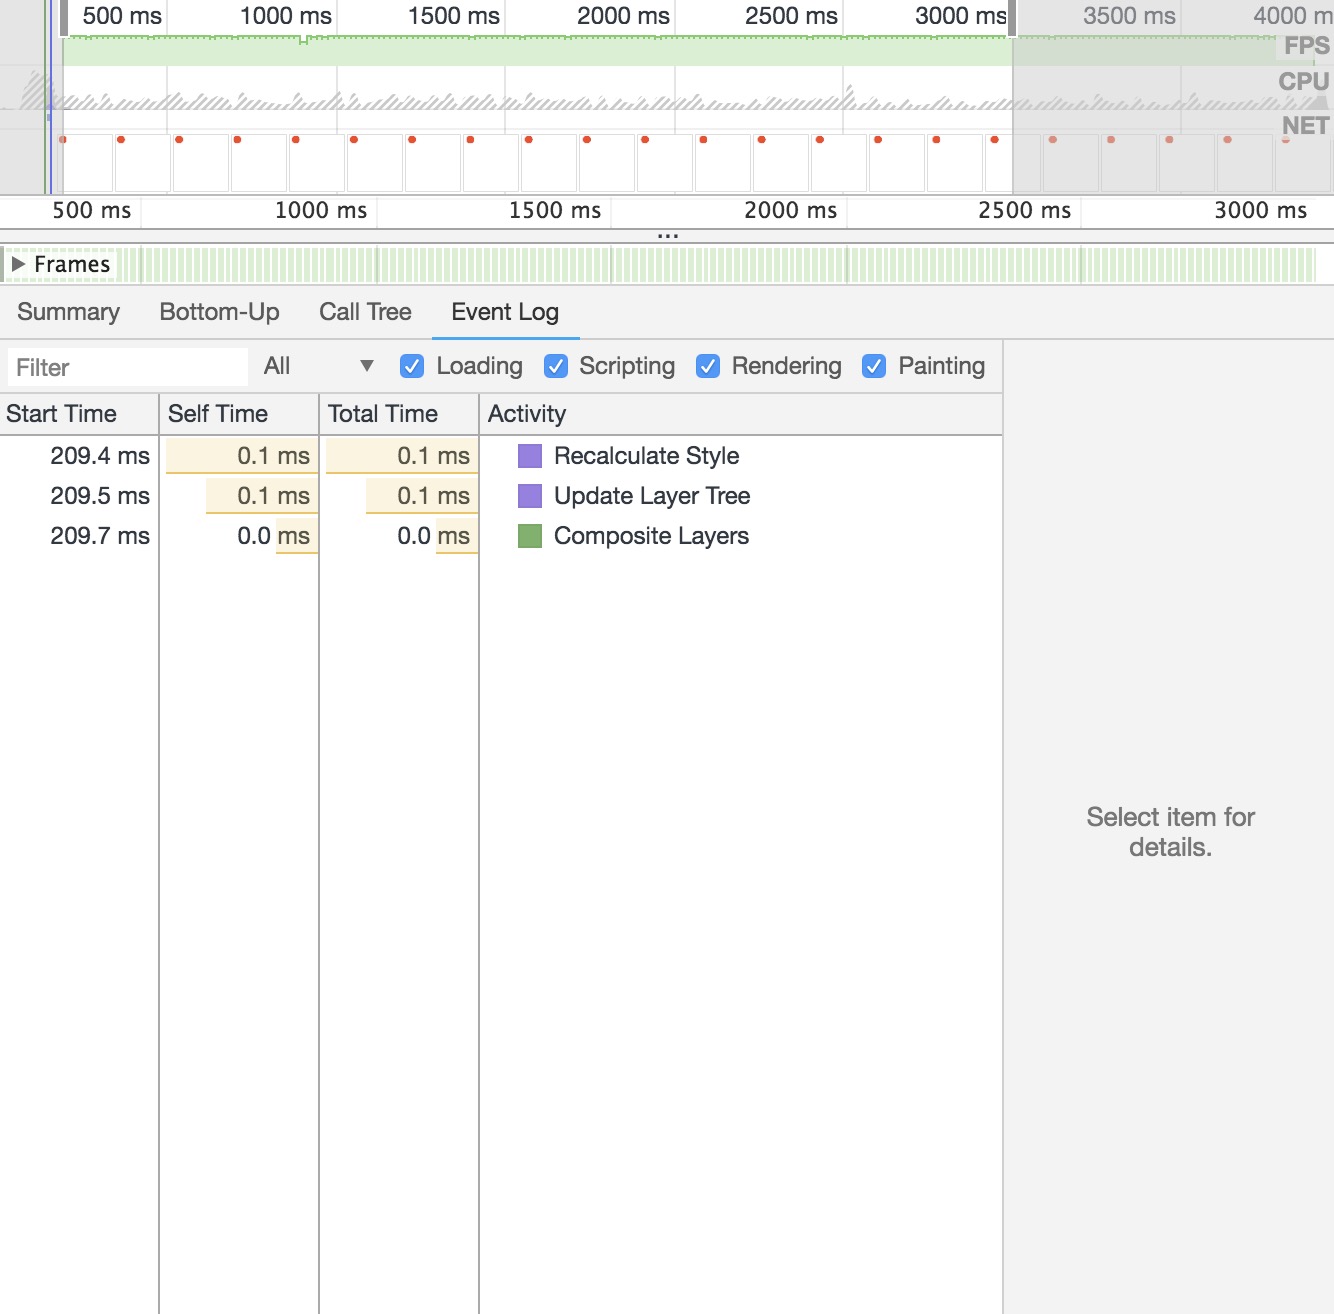 500 ms 1000 ms 1500 ms 2000 ms 2500 ms 3000 ms 3500 ms 4000 m
FPS
CPU
NET
500 ms 1000 ms 1500 ms 2000 ms 2500 ms 3000 ms
...
Frames
Summary Bottom-Up Call Tree Event Log
Filter All Loading Scripting Rendering Painting
Start Time Self Time Total Time Activity
209.4 ms 0.1 ms 0.1 ms Recalculate Style
209.5 ms 0.1 ms 0.1 ms Update Layer Tree
209.7 ms 0.0 ms 0.0 ms Composite Layers
Select item for
details.